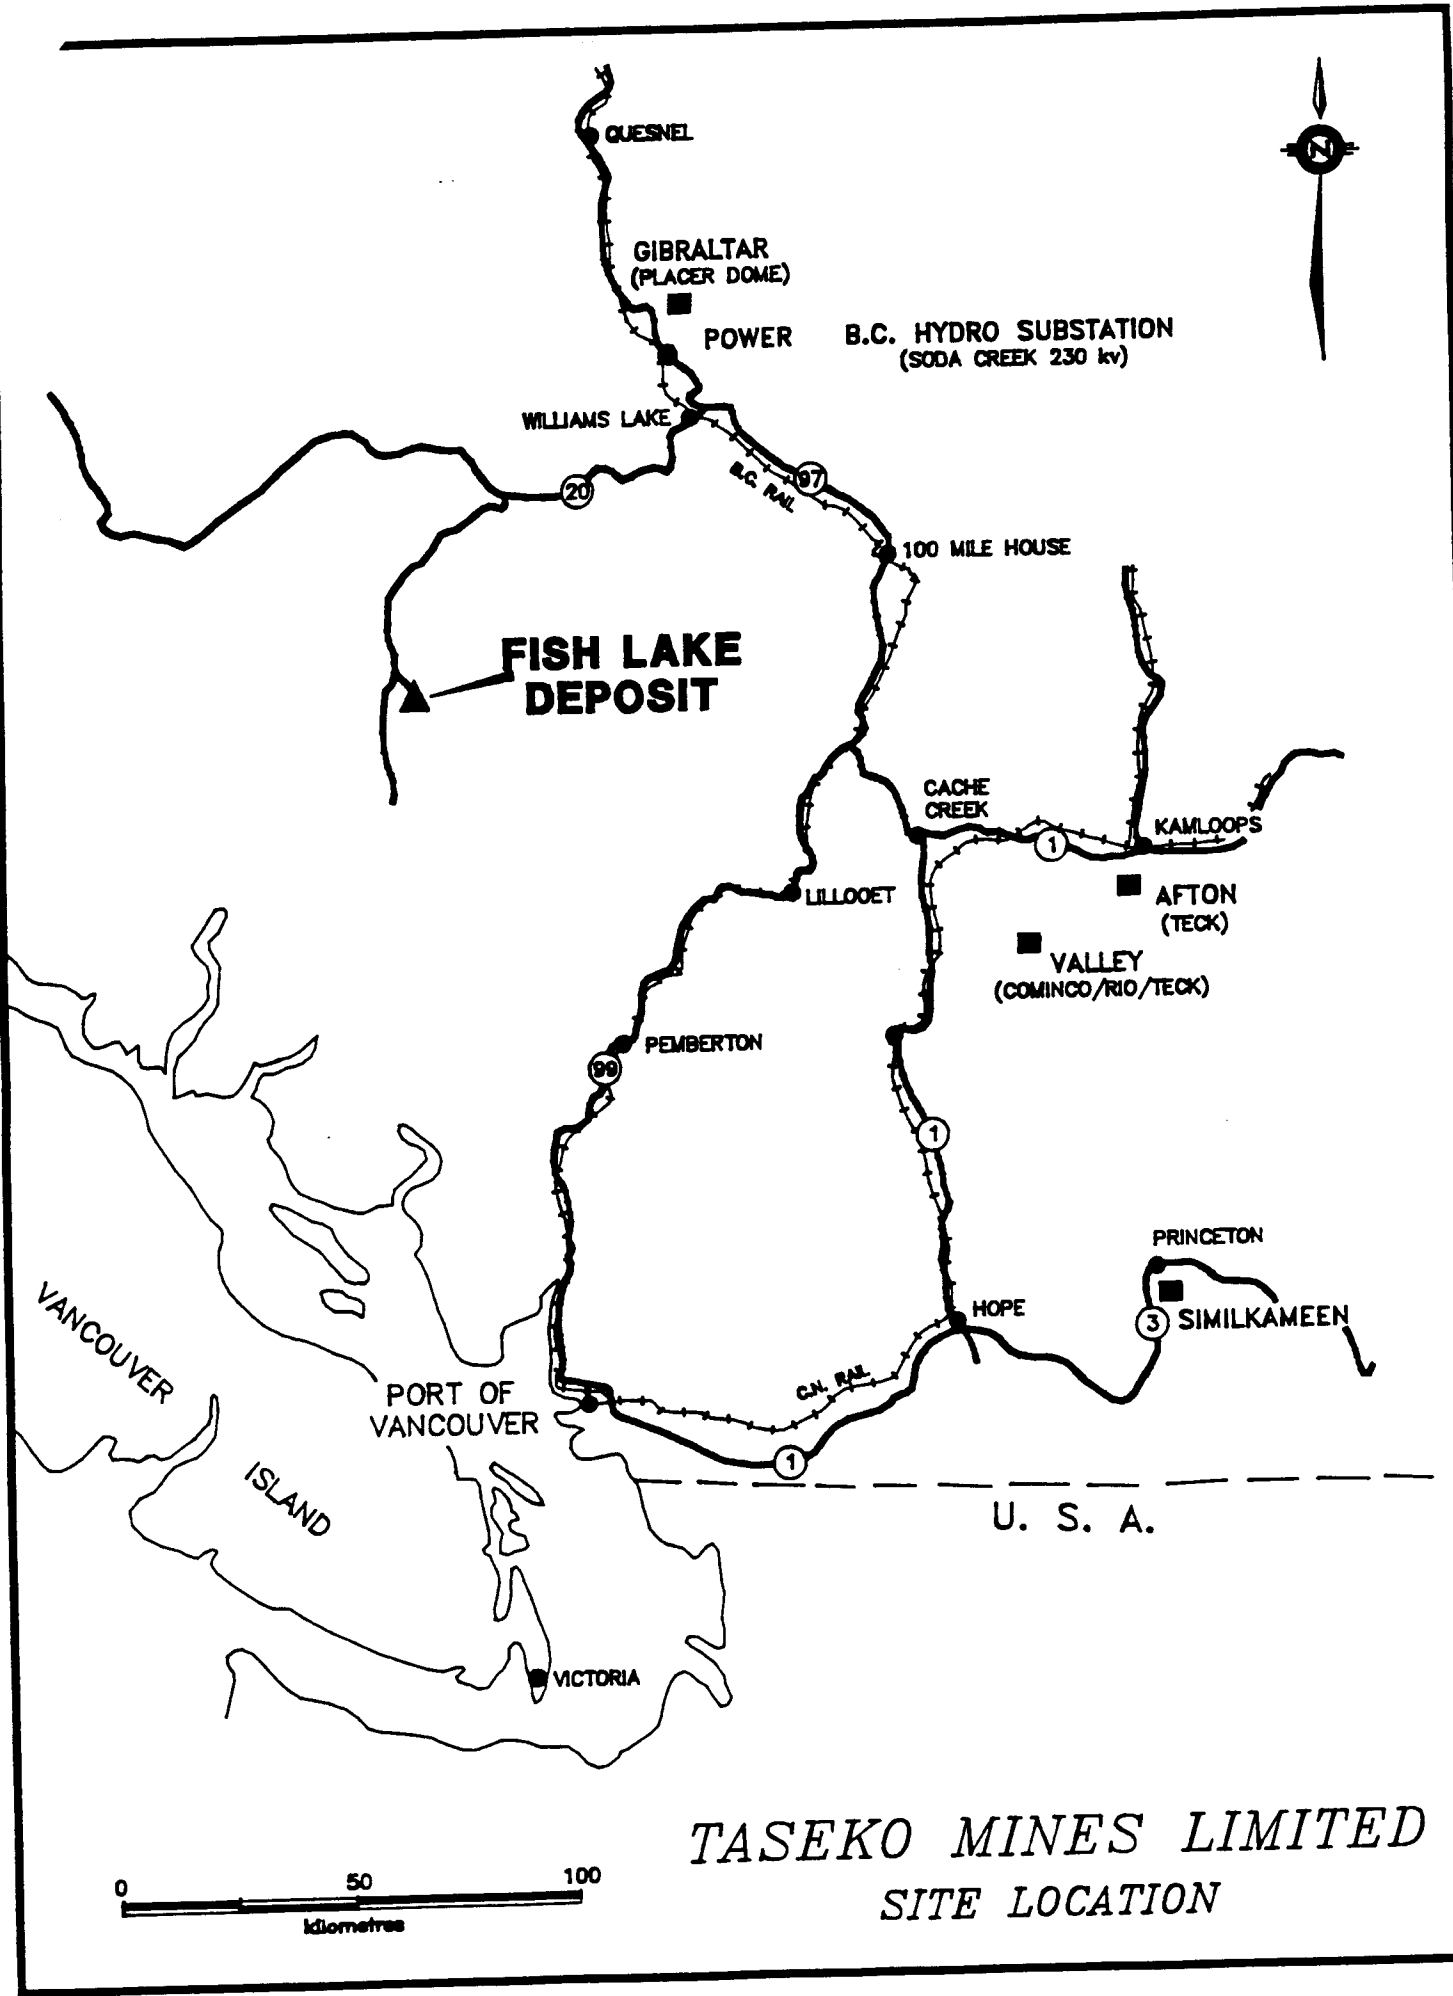 QUESNEL
N
GIBRALTAR
(PLACER DOME)
POWER
B.C. HYDRO SUBSTATION
(SODA CREEK 230 kv)
WILLIAMS LAKE
20
97
B.C. RAIL
100 MILE HOUSE
FISH LAKE
DEPOSIT
CACHE
CREEK
KAMLOOPS
1
LILLOOET
AFTON
(TECK)
VALLEY
(COMINCO/RIO/TECK)
PEMBERTON
99
1
PRINCETON
HOPE
3
SIMILKAMEEN
VANCOUVER
ISLAND
PORT OF
VANCOUVER
C.N. RAIL
1
U. S. A.
VICTORIA
TASEKO MINES LIMITED
SITE LOCATION
0 50 100
kilometres